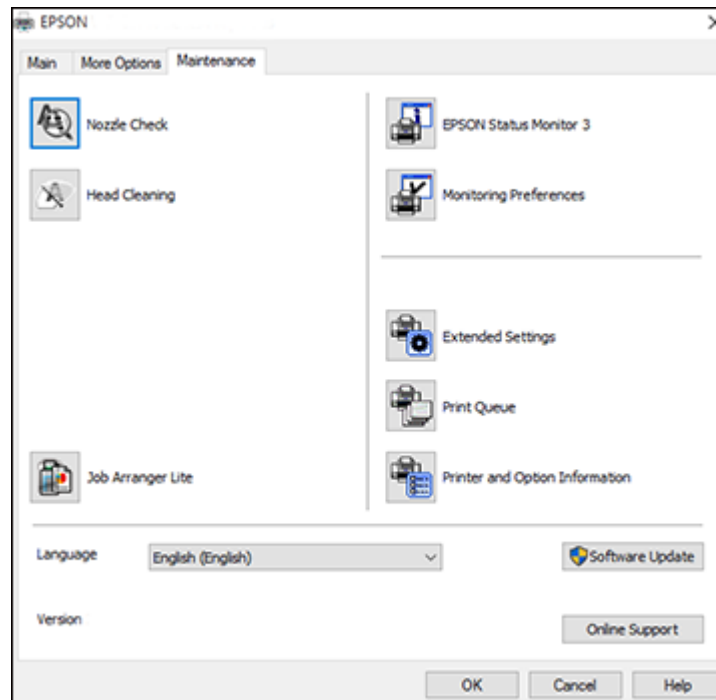 EPSON
Main More Options Maintenance
Nozzle Check
EPSON Status Monitor 3
Head Cleaning
Monitoring Preferences
Extended Settings
Print Queue
Job Arranger Lite
Printer and Option Information
Language
English (English)
Software Update
Version
Online Support
OK Cancel Help